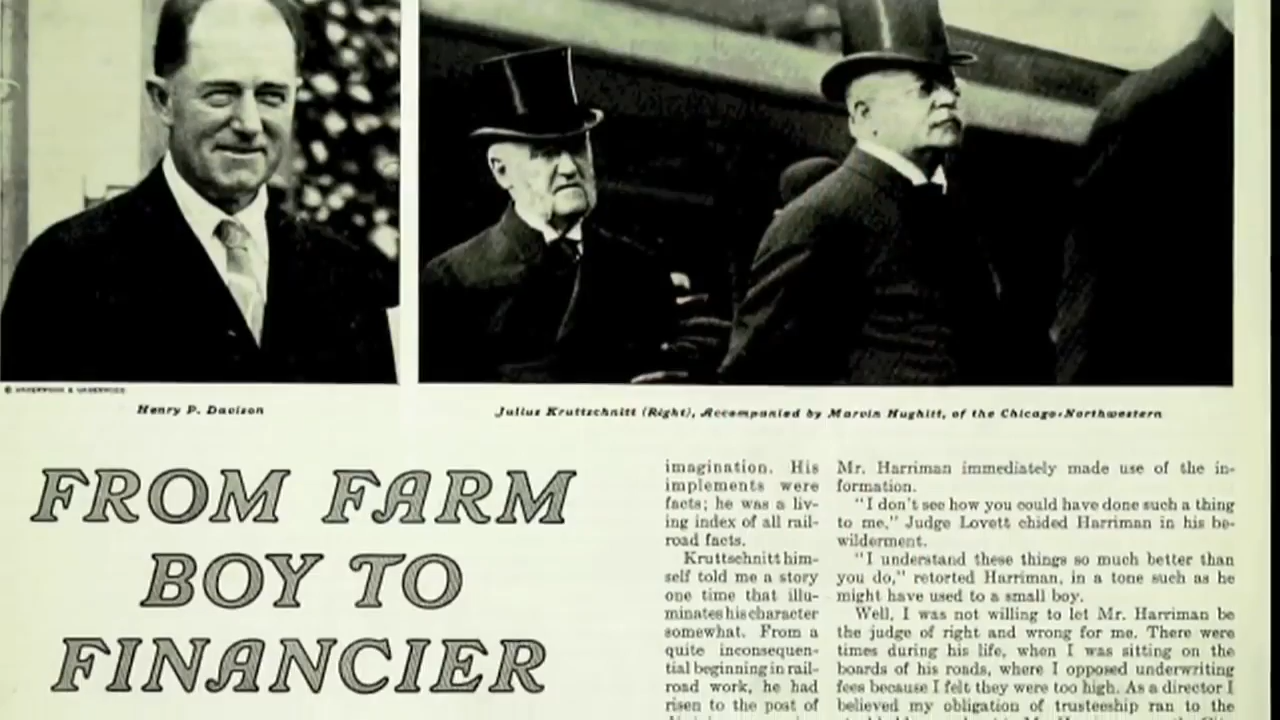 © UNDERWOOD & UNDERWOOD
Henry P. Davison
Julius Kruttschnitt (Right), Accompanied by Marvin Hughitt, of the Chicago-Northwestern
FROM FARM
BOY TO
FINANCIER
imagination. His
implements were
facts; he was a liv-
ing index of all rail-
road facts.
Kruttschnitt him-
self told me a story
one time that illu-
minates his character
somewhat. From a
quite inconsequen-
tial beginning in rail-
road work, he had
risen to the post of
Mr. Harriman immediately made use of the in-
formation.
"I don't see how you could have done such a thing
to me," Judge Lovett chided Harriman in his be-
wilderment.
"I understand these things so much better than
you do," retorted Harriman, in a tone such as he
might have used to a small boy.
Well, I was not willing to let Mr. Harriman be
the judge of right and wrong for me. There were
times during his life, when I was sitting on the
boards of his roads, where I opposed underwriting
fees because I felt they were too high. As a director I
believed my obligation of trusteeship ran to the